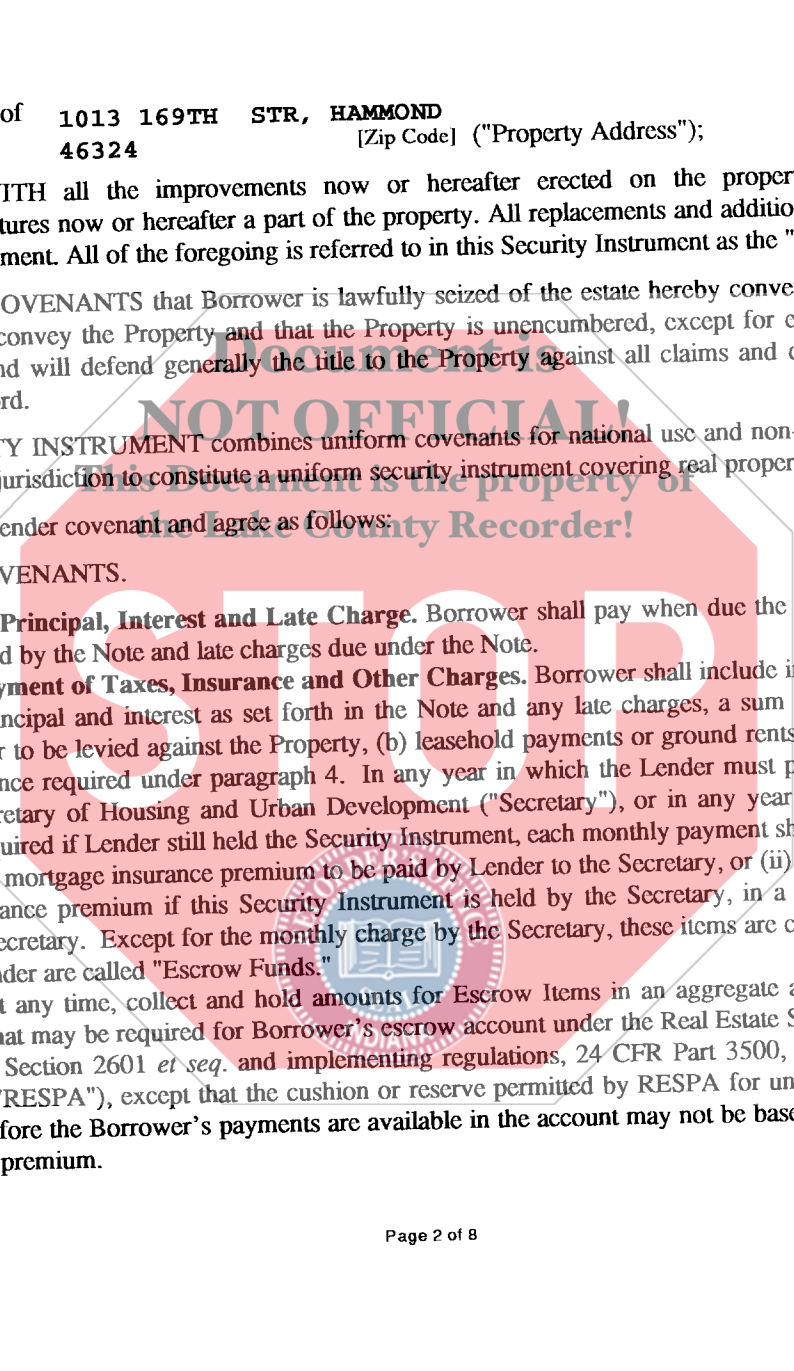 of 1013 169TH STR, HAMMOND
46324 [Zip Code] ("Property Address");
ITH all the improvements now or hereafter erected on the proper
tures now or hereafter a part of the property. All replacements and additio
ment. All of the foregoing is referred to in this Security Instrument as the "
OVENANTS that Borrower is lawfully seized of the estate hereby conve
convey the Property and that the Property is unencumbered, except for e
nd will defend generally the title to the Property against all claims and
rd.
Document is
NOT OFFICIAL!
This Document is the property of
the Lake County Recorder!
TY INSTRUMENT combines uniform covenants for national use and non-
jurisdiction to constitute a uniform security instrument covering real proper
ender covenant and agree as follows:
VENANTS.
STOP
Principal, Interest and Late Charge. Borrower shall pay when due the
d by the Note and late charges due under the Note.
yment of Taxes, Insurance and Other Charges. Borrower shall include i
ncipal and interest as set forth in the Note and any late charges, a sum
r to be levied against the Property, (b) leasehold payments or ground rents
nce required under paragraph 4. In any year in which the Lender must p
retary of Housing and Urban Development ("Secretary"), or in any year
uired if Lender still held the Security Instrument, each monthly payment sh
mortgage insurance premium to be paid by Lender to the Secretary, or (ii)
ance premium if this Security Instrument is held by the Secretary, in a
ecretary. Except for the monthly charge by the Secretary, these items are c
nder are called "Escrow Funds."
t any time, collect and hold amounts for Escrow Items in an aggregate a
hat may be required for Borrower's escrow account under the Real Estate S
Section 2601 et seq. and implementing regulations, 24 CFR Part 3500,
"RESPA"), except that the cushion or reserve permitted by RESPA for un
fore the Borrower's payments are available in the account may not be base
premium.
RECORDER'S OFFICE
SEAL
INDIANA
Page 2 of 8